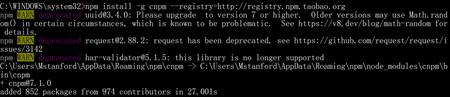 C:\WINDOWS\system32>npm install -g cnpm --registry=http://registry.npm.taobao.org
npm WARN deprecated uuid@3.4.0: Please upgrade  to version 7 or higher.  Older versions may use Math.random() in certain circumstances, which is known to be problematic.  See https://v8.dev/blog/math-random for details.
npm WARN deprecated request@2.88.2: request has been deprecated, see https://github.com/request/request/issues/3142
npm WARN deprecated har-validator@5.1.5: this library is no longer supported
C:\Users\Mstanford\AppData\Roaming\npm\cnpm -> C:\Users\Mstanford\AppData\Roaming\npm\node_modules\cnpm\bin\cnpm
+ cnpm@7.1.0
added 852 packages from 974 contributors in 27.001s